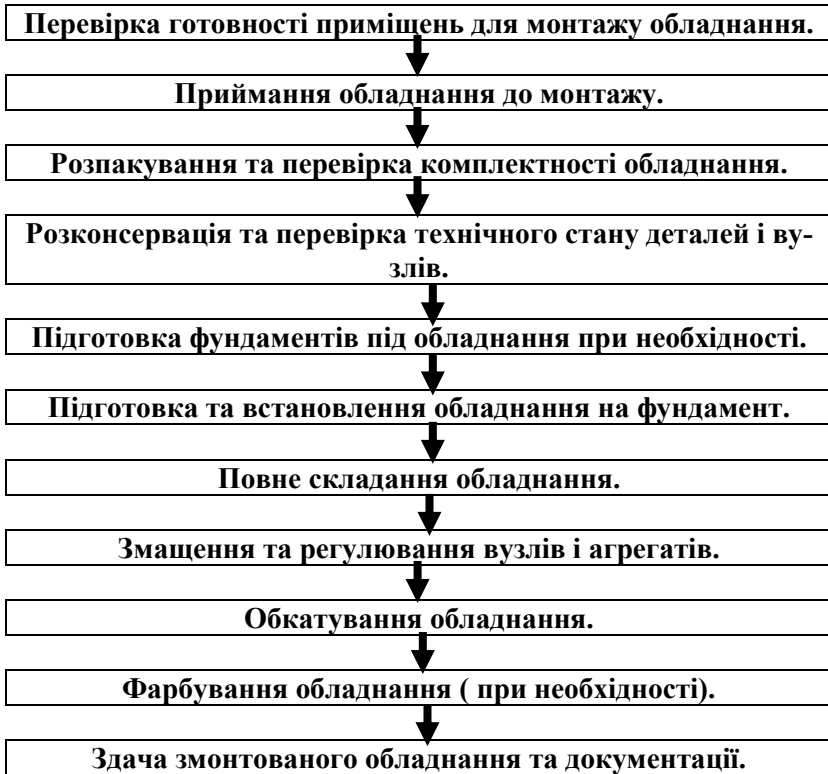 Перевірка готовності приміщень для монтажу обладнання.
Приймання обладнання до монтажу.
Розпакування та перевірка комплектності обладнання.
Розконсервація та перевірка технічного стану деталей і ву-
злів.
Підготовка фундаментів під обладнання при необхідності.
Підготовка та встановлення обладнання на фундамент.
Повне складання обладнання.
Змащення та регулювання вузлів і агрегатів.
Обкатування обладнання.
Фарбування обладнання ( при необхідності).
Здача змонтованого обладнання та документації.